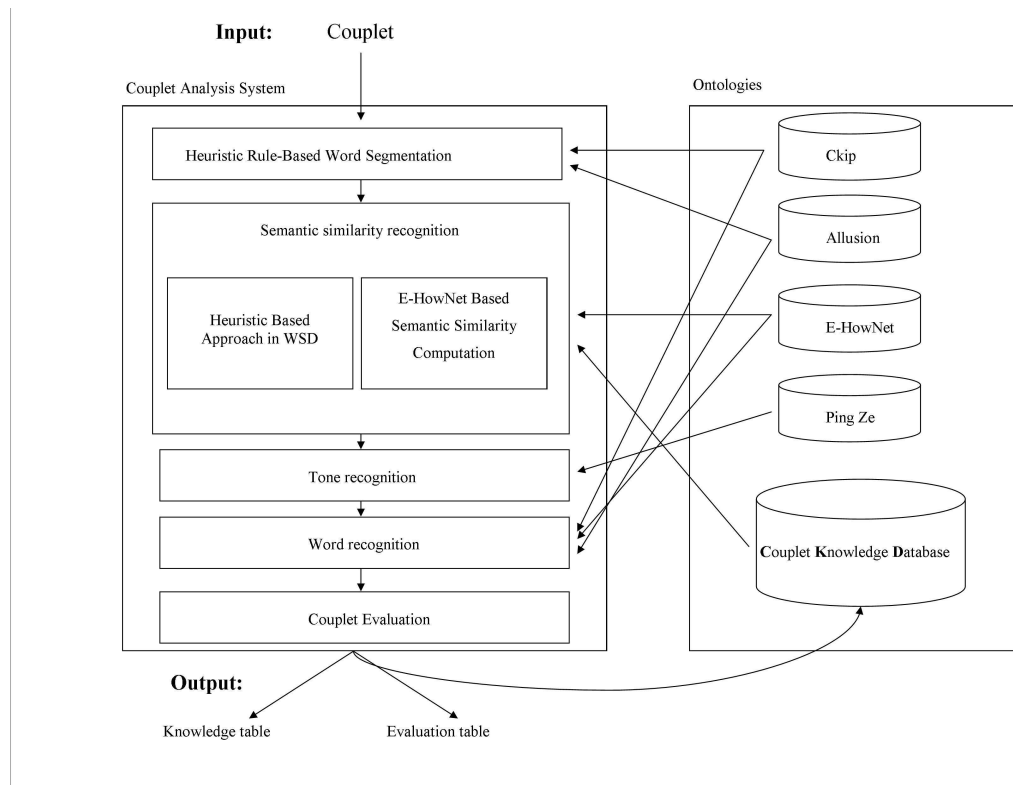 Input: Couplet
Couplet Analysis System
Heuristic Rule-Based Word Segmentation
Semantic similarity recognition
Heuristic Based
Approach in WSD
E-HowNet Based
Semantic Similarity
Computation
Tone recognition
Word recognition
Couplet Evaluation
Ontologies
Ckip
Allusion
E-HowNet
Ping Ze
Couplet Knowledge Database
Output:
Knowledge table
Evaluation table